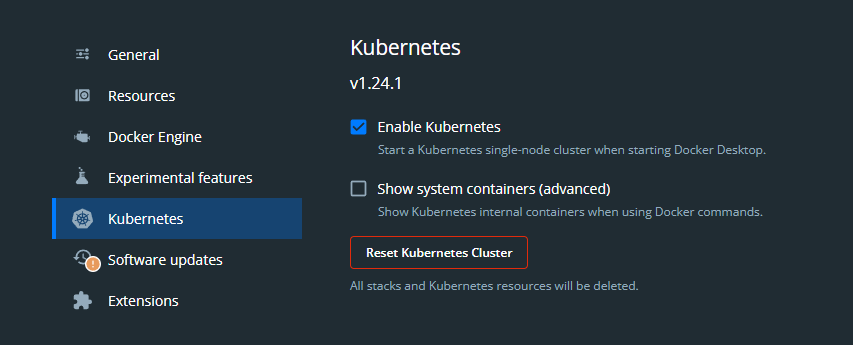 General
Resources
Docker Engine
Experimental features
Kubernetes
Software updates
Extensions
Kubernetes
v1.24.1
Enable Kubernetes
Start a Kubernetes single-node cluster when starting Docker Desktop.
Show system containers (advanced)
Show Kubernetes internal containers when using Docker commands.
Reset Kubernetes Cluster
All stacks and Kubernetes resources will be deleted.